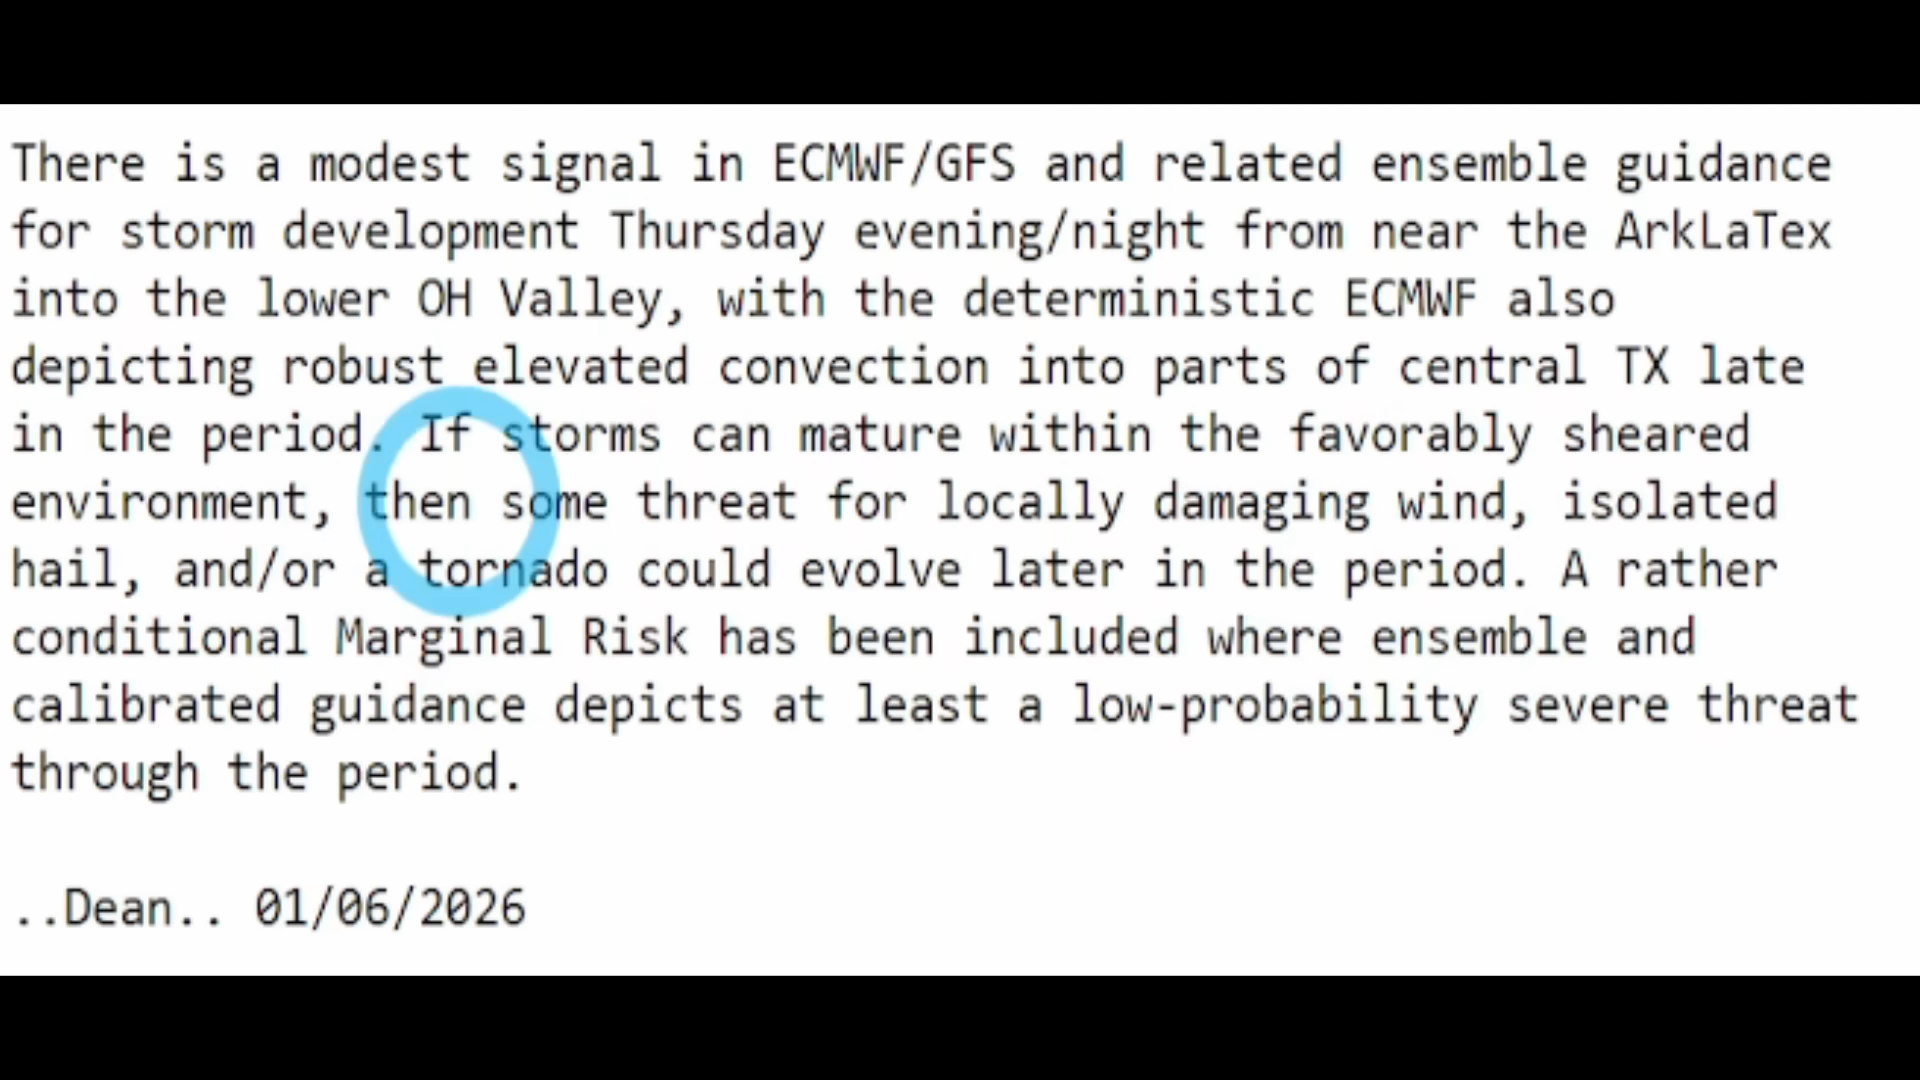 There is a modest signal in ECMWF/GFS and related ensemble guidance
for storm development Thursday evening/night from near the ArkLaTex
into the lower OH Valley, with the deterministic ECMWF also
depicting robust elevated convection into parts of central TX late
in the period. If storms can mature within the favorably sheared
environment, then some threat for locally damaging wind, isolated
hail, and/or a tornado could evolve later in the period. A rather
conditional Marginal Risk has been included where ensemble and
calibrated guidance depicts at least a low-probability severe threat
through the period.
..Dean.. 01/06/2026